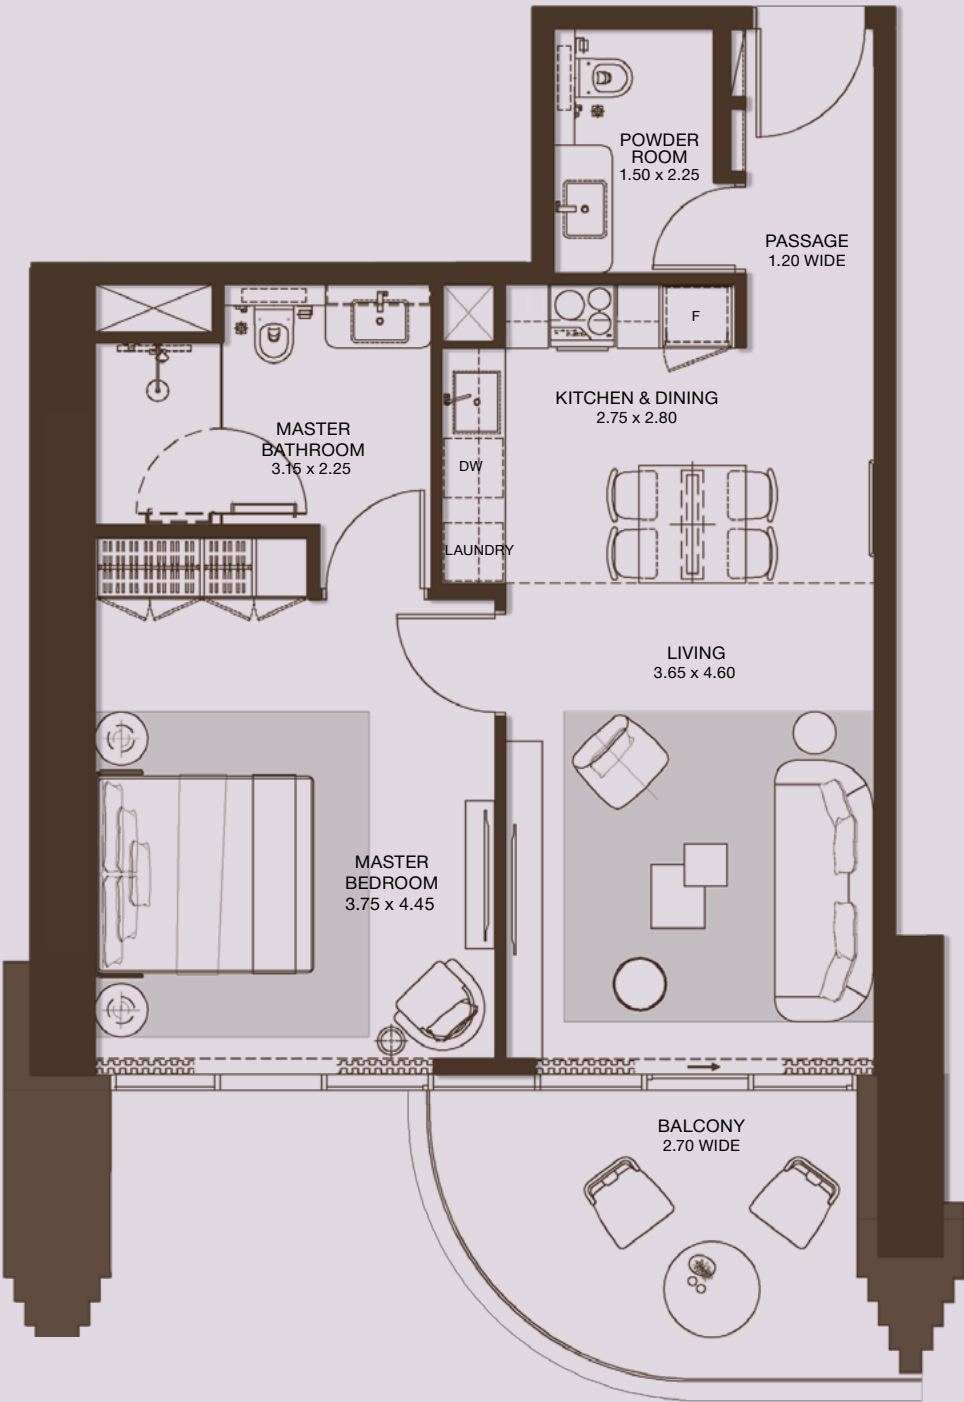 POWDER
ROOM
1.50 x 2.25
PASSAGE
1.20 WIDE
F
KITCHEN & DINING
2.75 x 2.80
MASTER
BATHROOM
3.15 x 2.25
DW
LAUNDRY
LIVING
3.65 x 4.60
MASTER
BEDROOM
3.75 x 4.45
BALCONY
2.70 WIDE